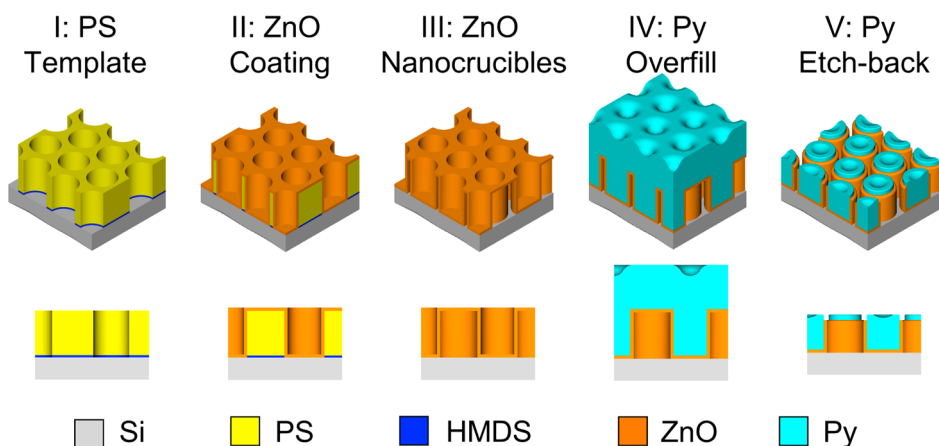 I: PS
Template
II: ZnO
Coating
III: ZnO
Nanocrucibles
IV: Py
Overfill
V: Py
Etch-back
Si
PS
HMDS
ZnO
Py